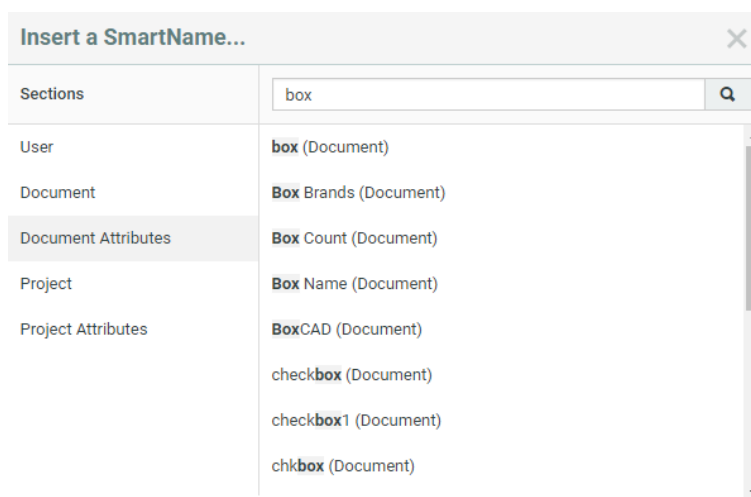 Insert a SmartName...
Sections
box
User
Document
Document Attributes
Project
Project Attributes
box (Document)
Box Brands (Document)
Box Count (Document)
Box Name (Document)
BoxCAD (Document)
checkbox (Document)
checkbox1 (Document)
chkbox (Document)